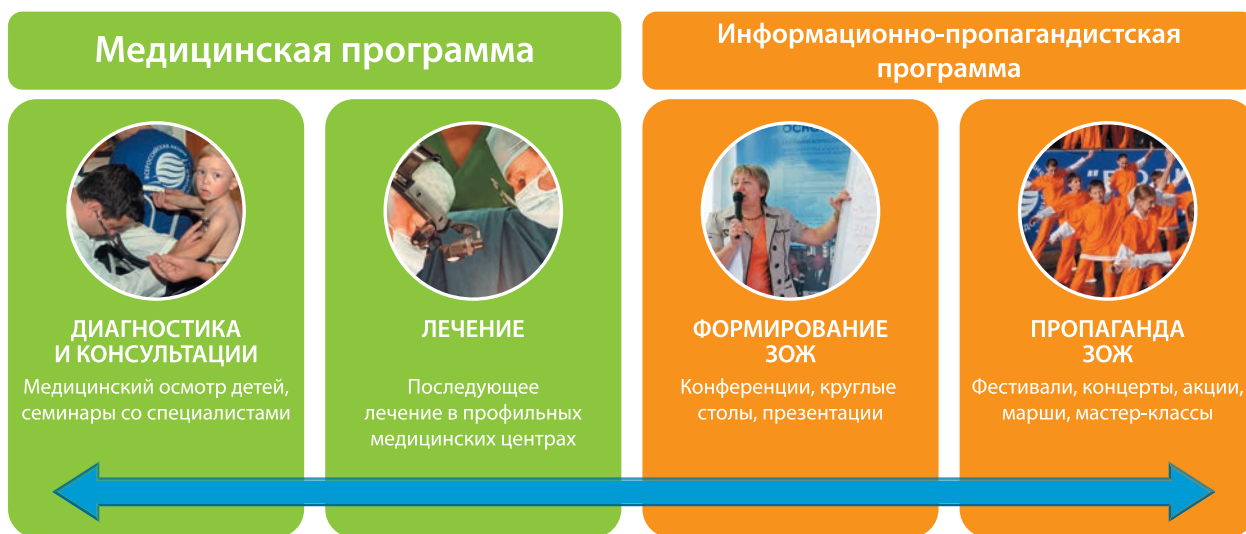 Медицинская программа
Информационно-пропагандистская
программа
ДИАГНОСТИКА
И КОНСУЛЬТАЦИИ
Медицинский осмотр детей,
семинары со специалистами
ЛЕЧЕНИЕ
Последующее
лечение в профильных
медицинских центрах
ФОРМИРОВАНИЕ
ЗОЖ
Конференции, круглые
столы, презентации
ПРОПАГАНДА
ЗОЖ
Фестивали, концерты, акции,
марши, мастер-классы